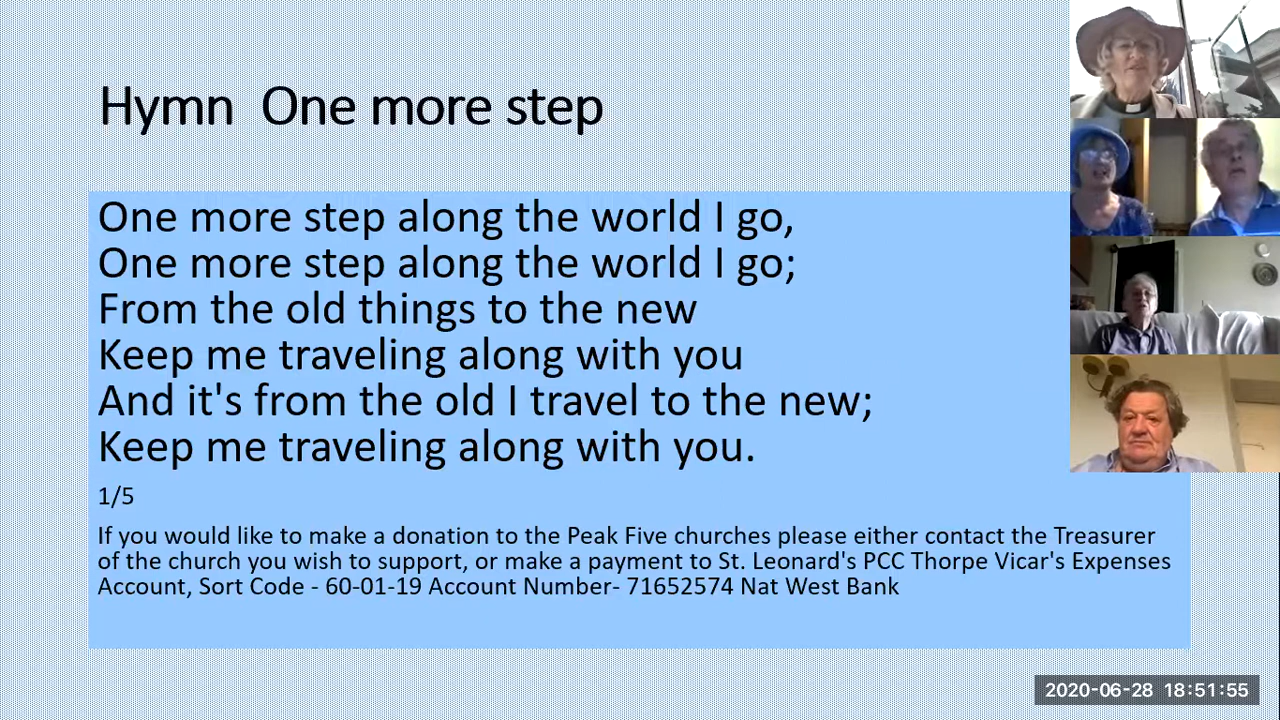 Hymn  One more step
One more step along the world I go,
One more step along the world I go;
From the old things to the new
Keep me traveling along with you
And it's from the old I travel to the new;
Keep me traveling along with you.
1/5
If you would like to make a donation to the Peak Five churches please either contact the Treasurer
of the church you wish to support, or make a payment to St. Leonard's PCC Thorpe Vicar's Expenses
Account, Sort Code - 60-01-19 Account Number- 71652574 Nat West Bank
2020-06-28 18:51:55